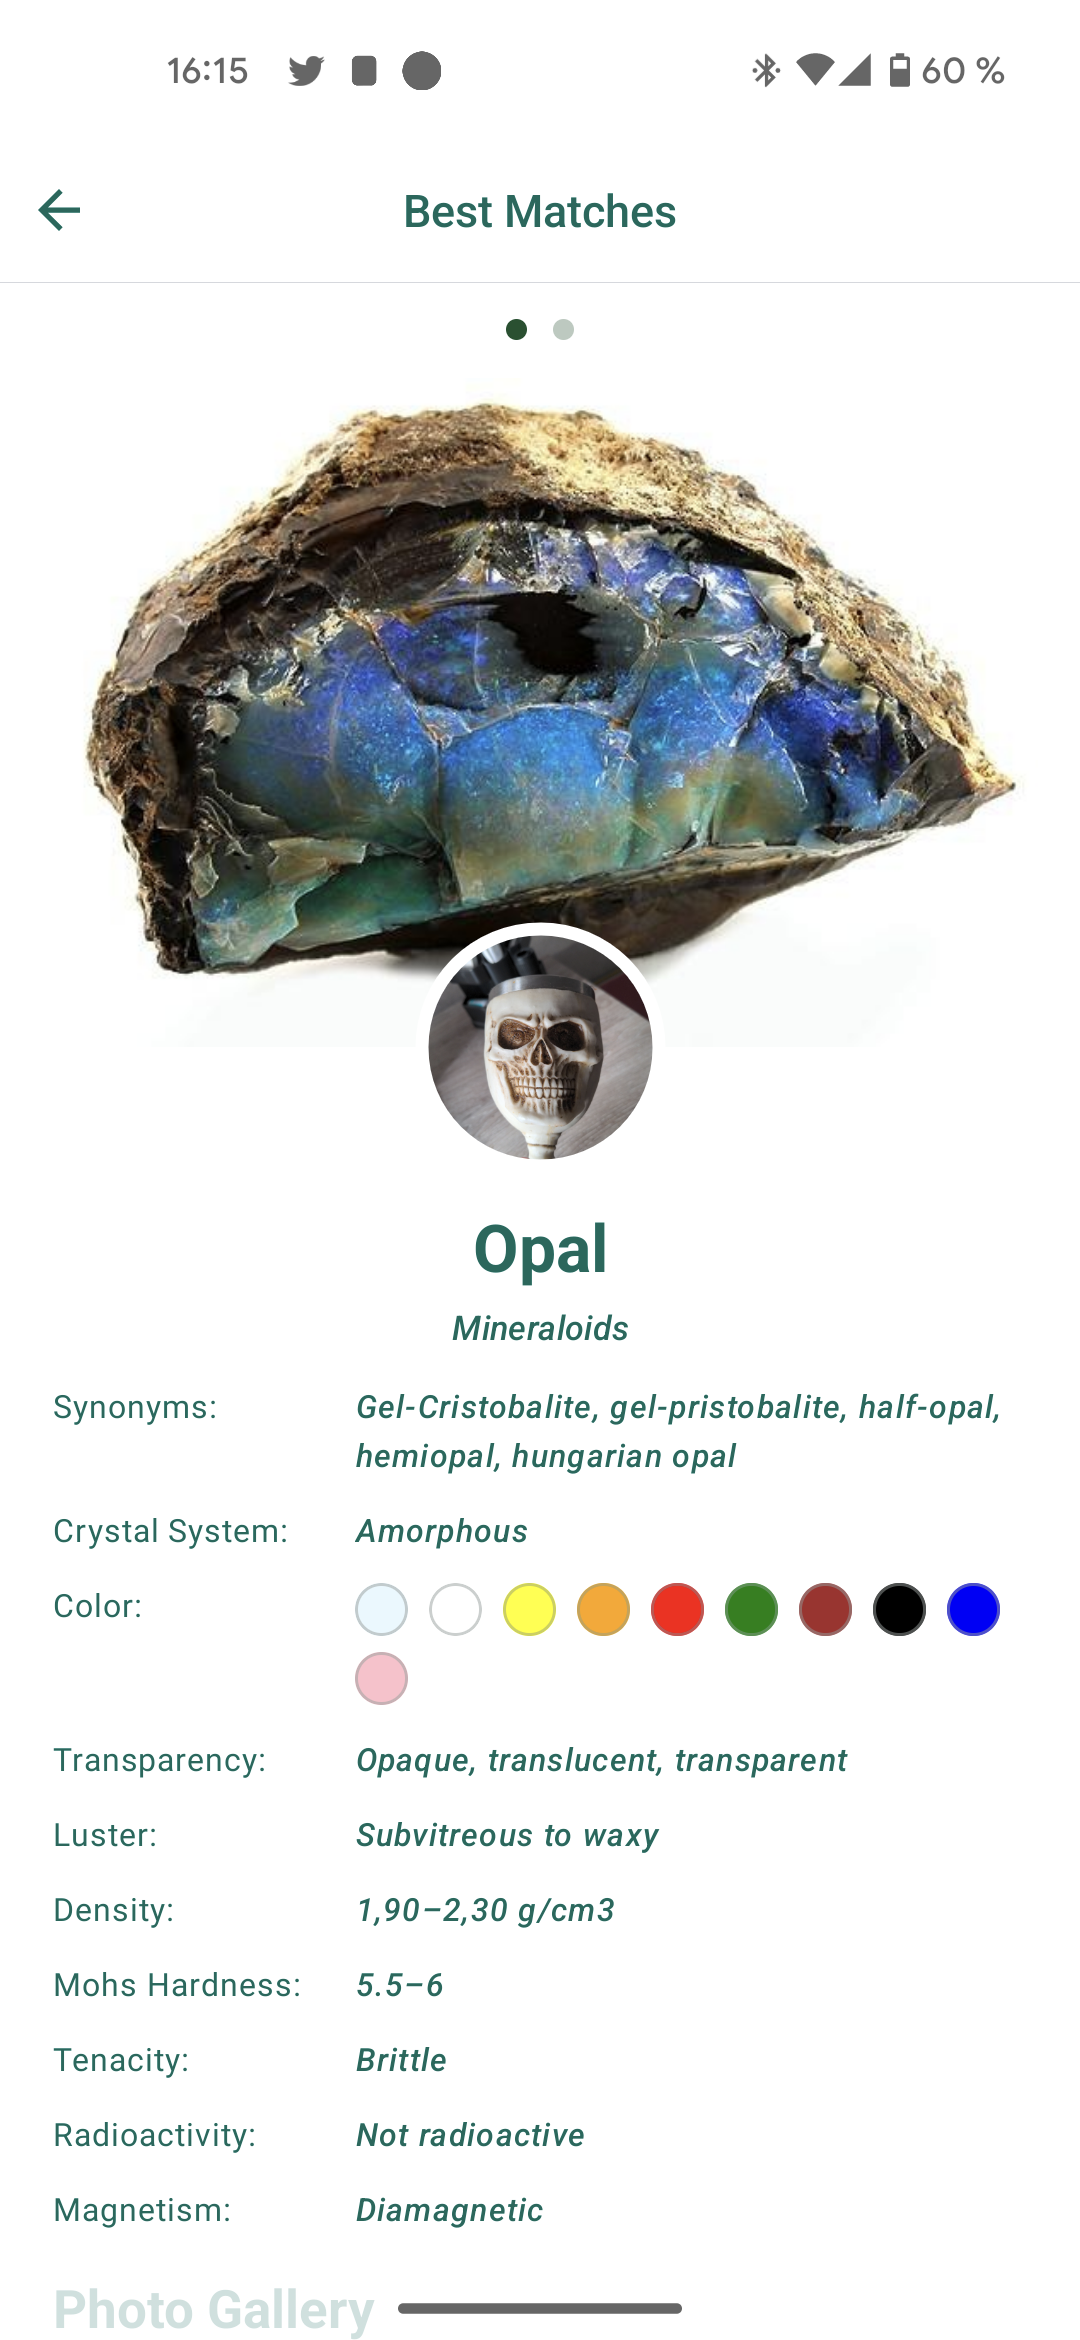 16:15
60 %
Best Matches
Opal
Mineraloids
Synonyms: Gel-Cristobalite, gel-pristobalite, half-opal,
hemiopal, hungarian opal
Crystal System: Amorphous
Color:
Transparency: Opaque, translucent, transparent
Luster: Subvitreous to waxy
Density: 1,90–2,30 g/cm3
Mohs Hardness: 5.5–6
Tenacity: Brittle
Radioactivity: Not radioactive
Magnetism: Diamagnetic
Photo Gallery